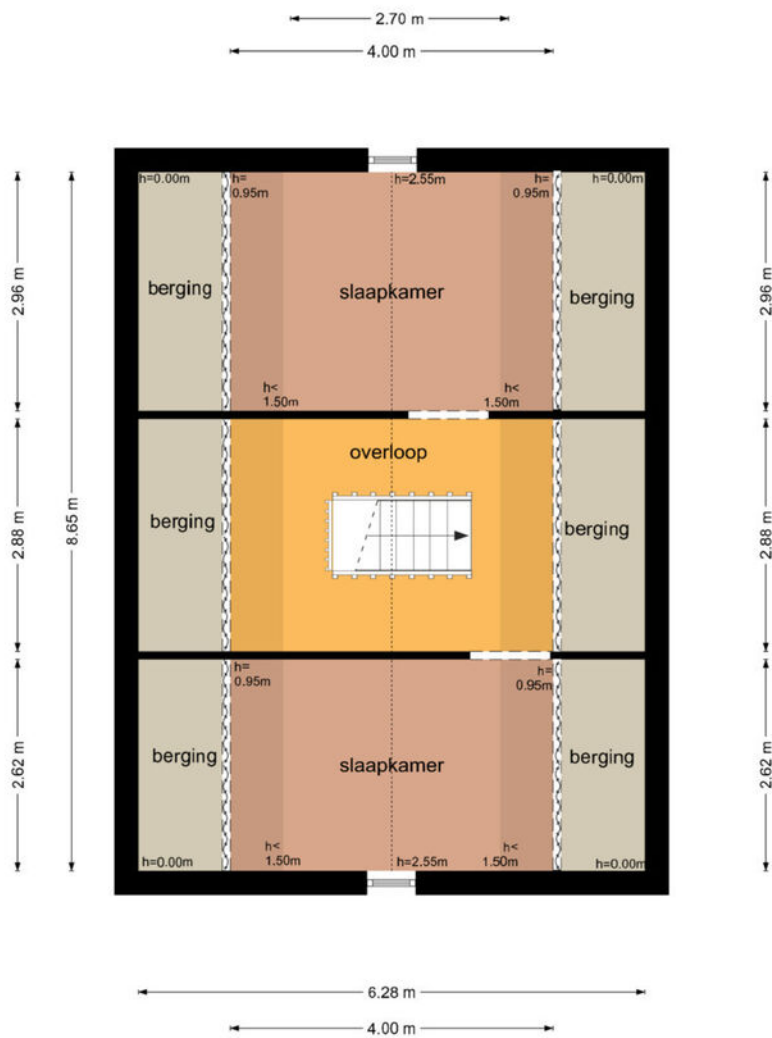 2.70 m
4.00 m
h=0.00m
h=
0.95m
h=2.55m
h=
0.95m
h=0.00m
2.96 m
berging
slaapkamer
berging
2.96 m
h<
1.50m
h<
1.50m
overloop
2.88 m
8.65 m
berging
berging
2.88 m
h=
0.95m
h=
0.95m
2.62 m
berging
slaapkamer
berging
2.62 m
h=0.00m
h<
1.50m
h=2.55m
h<
1.50m
h=0.00m
6.28 m
4.00 m